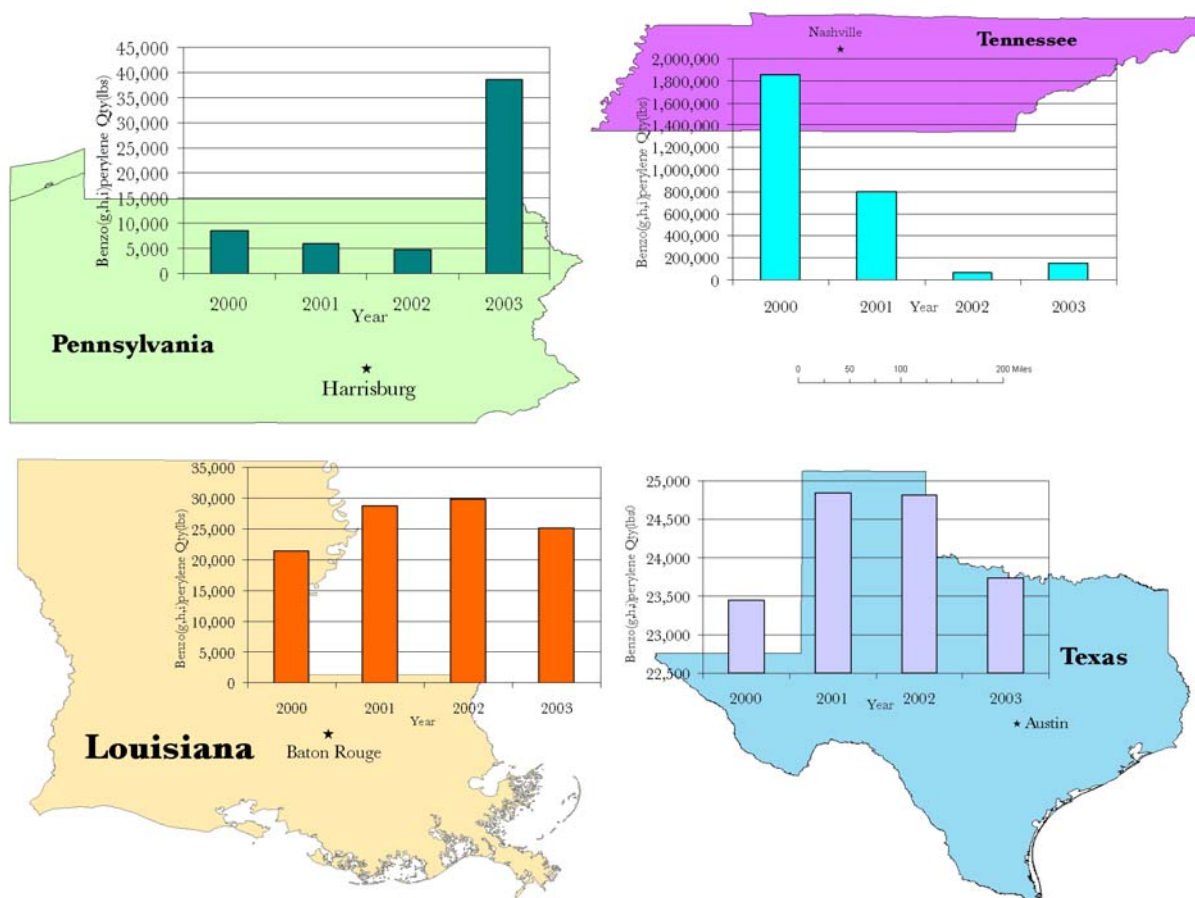 45,000
40,000
35,000
30,000
25,000
20,000
15,000
10,000
5,000
0
Benzo(g,h,i)perylene Qty(lbs)
2000 2001 2002 2003
Year
Pennsylvania
Harrisburg
Nashville
Tennessee
2,000,000
1,800,000
1,600,000
1,400,000
1,200,000
1,000,000
800,000
600,000
400,000
200,000
0
Benzo(g,h,i)perylene Qty(lbs)
2000 2001 Year 2002 2003
0 50 100 200 Miles
35,000
30,000
25,000
20,000
15,000
10,000
5,000
0
Benzo(g,h,i)perylene Qty(lbs)
2000 2001 2002 2003
Year
Louisiana
Baton Rouge
25,000
24,500
24,000
23,500
23,000
22,500
Benzo(g,h,i)perylene Qty(lbs)
2000 2001 2002 2003
Year
Texas
Austin